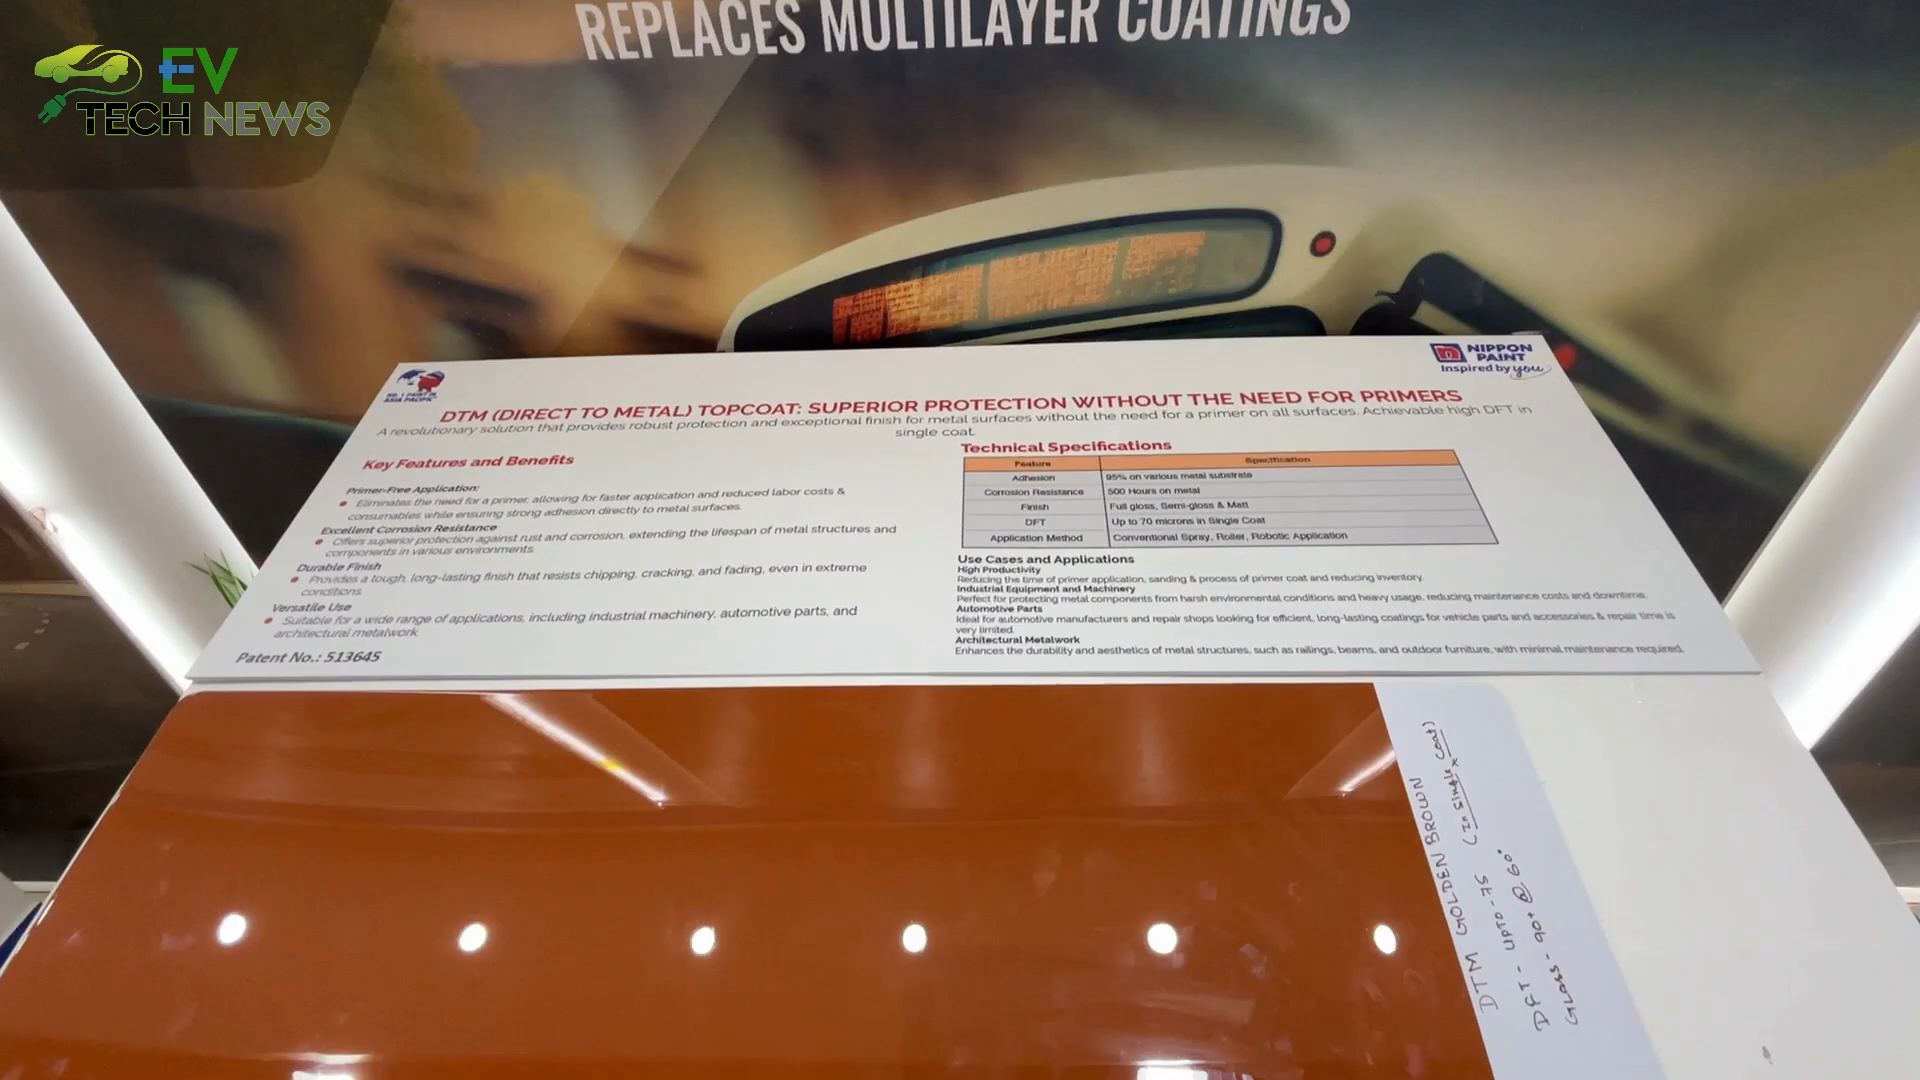 REPLACES MULTILAYER COATINGS
EV
TECH NEWS
NO. 1 PAINT IN
ASIA PACIFIC
NIPPON
PAINT
Inspired by you
DTM (DIRECT TO METAL) TOPCOAT: SUPERIOR PROTECTION WITHOUT THE NEED FOR PRIMERS
A revolutionary solution that provides robust protection and exceptional finish for metal surfaces without the need for a primer on all surfaces. Achievable high DFT in
single coat.
Key Features and Benefits
Primer-Free Application:
Eliminates the need for a primer, allowing for faster application and reduced labor costs &
consumables while ensuring strong adhesion directly to metal surfaces.
Excellent Corrosion Resistance
Offers superior protection against rust and corrosion, extending the lifespan of metal structures and
components in various environments.
Durable Finish
Provides a tough, long-lasting finish that resists chipping, cracking, and fading, even in extreme
conditions.
Versatile Use
Suitable for a wide range of applications, including industrial machinery, automotive parts, and
architectural metalwork.
Patent No.: 513645
Technical Specifications
Feature Specification
Adhesion 95% on various metal substrate
Corrosion Resistance 500 Hours on metal
Finish Full gloss, Semi-gloss & Matt
DFT Up to 70 microns in Single Coat
Application Method Conventional Spray, Roller, Robotic Application
Use Cases and Applications
High Productivity
Reducing the time of primer application, sanding & process of primer coat and reducing inventory.
Industrial Equipment and Machinery
Perfect for protecting metal components from harsh environmental conditions and heavy usage, reducing maintenance costs and downtime.
Automotive Parts
Ideal for automotive manufacturers and repair shops looking for efficient, long-lasting coatings for vehicle parts and accessories & repair time is
very limited.
Architectural Metalwork
Enhances the durability and aesthetics of metal structures, such as railings, beams, and outdoor furniture, with minimal maintenance required.
DTM GOLDEN BROWN
DFT - UPTO - 75 (In Single Coat)
GLOSS - 90+ @ 60°